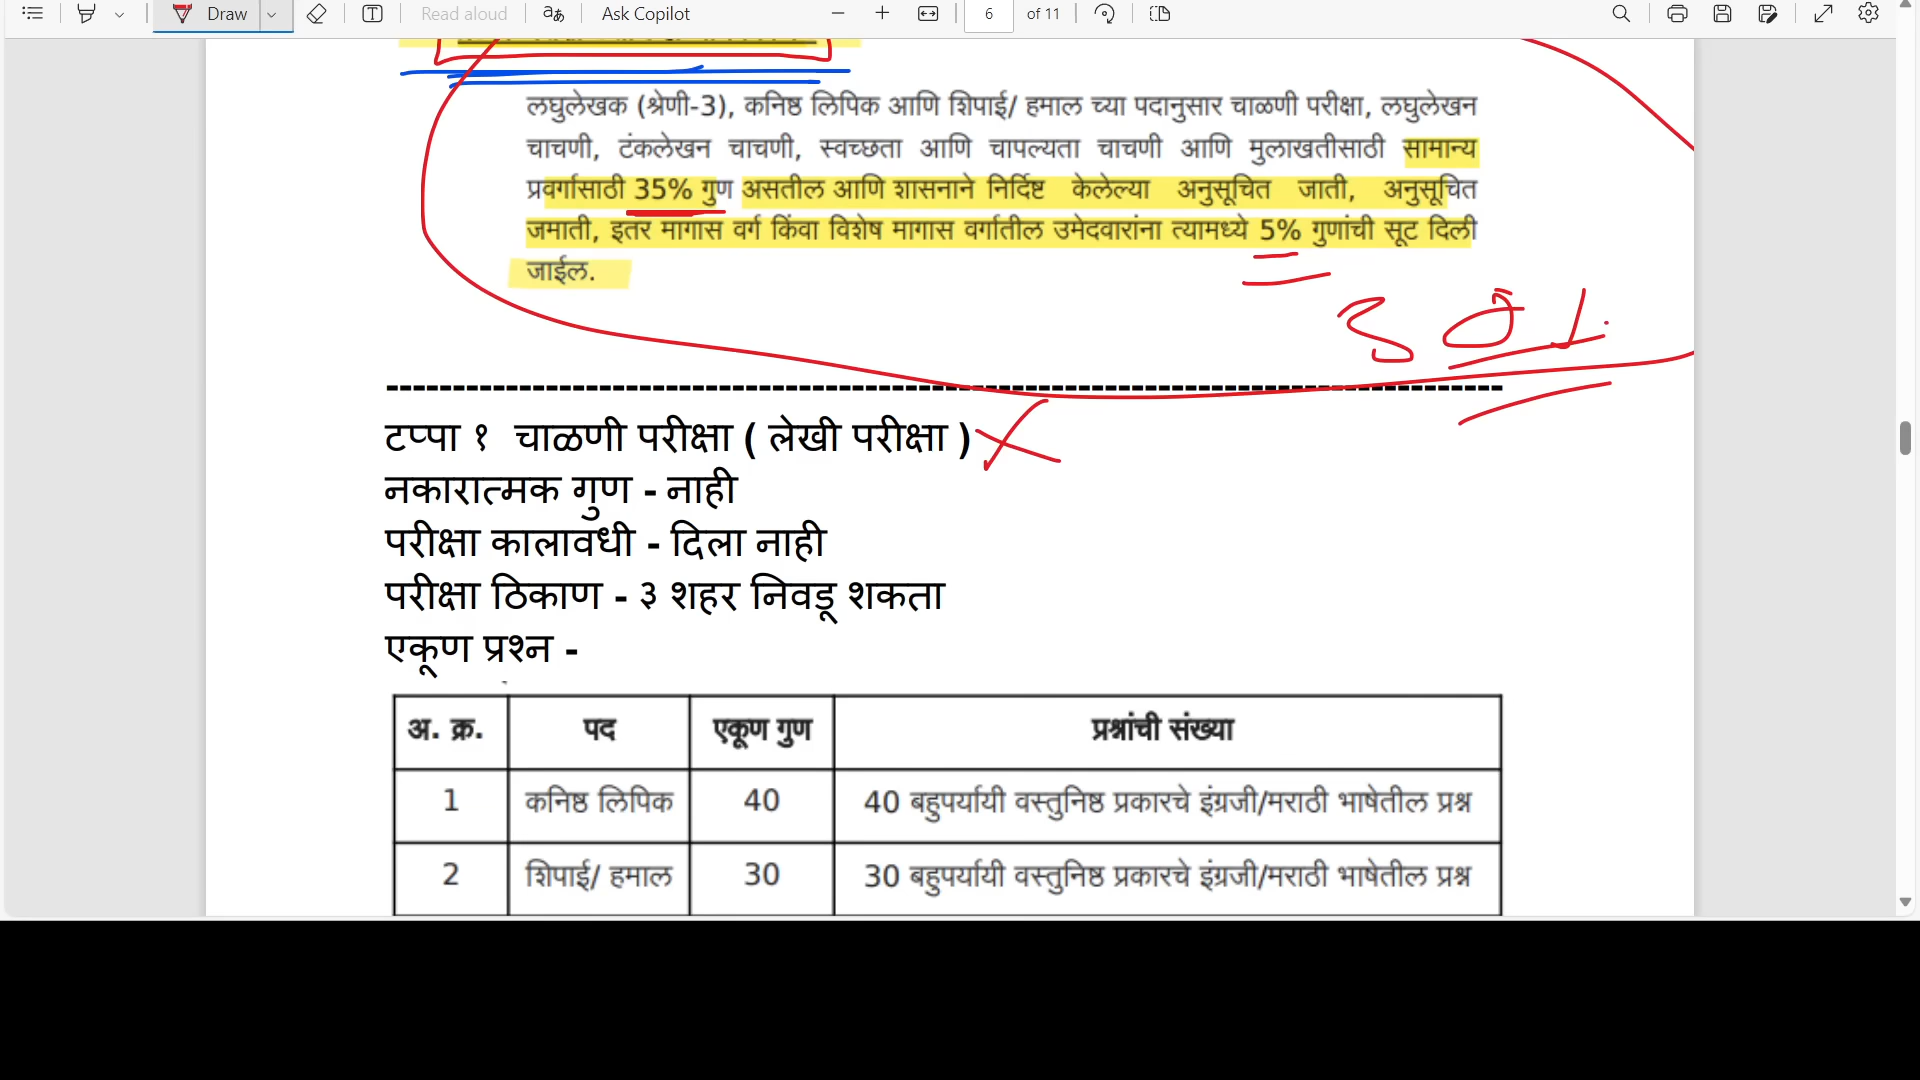 Draw
Read aloud
aあ
Ask Copilot
6 of 11
लघुलेखक (श्रेणी-3), कनिष्ठ लिपिक आणि शिपाई/ हमाल च्या पदानुसार चाळणी परीक्षा, लघुलेखन
चाचणी, टंकलेखन चाचणी, स्वच्छता आणि चापल्यता चाचणी आणि मुलाखतीसाठी सामान्य
प्रवर्गासाठी 35% गुण असतील आणि शासनाने निर्दिष्ट केलेल्या अनुसूचित जाती, अनुसूचित
जमाती, इतर मागास वर्ग किंवा विशेष मागास वर्गातील उमेदवारांना त्यामध्ये 5% गुणांची सूट दिली
जाईल.
टप्पा १ चाळणी परीक्षा ( लेखी परीक्षा )
नकारात्मक गुण - नाही
परीक्षा कालावधी - दिला नाही
परीक्षा ठिकाण - ३ शहर निवडू शकता
एकूण प्रश्न -
अ. क्र. पद एकूण गुण प्रश्नांची संख्या
1 कनिष्ठ लिपिक 40 40 बहुपर्यायी वस्तुनिष्ठ प्रकारचे इंग्रजी/मराठी भाषेतील प्रश्न
2 शिपाई/ हमाल 30 30 बहुपर्यायी वस्तुनिष्ठ प्रकारचे इंग्रजी/मराठी भाषेतील प्रश्न